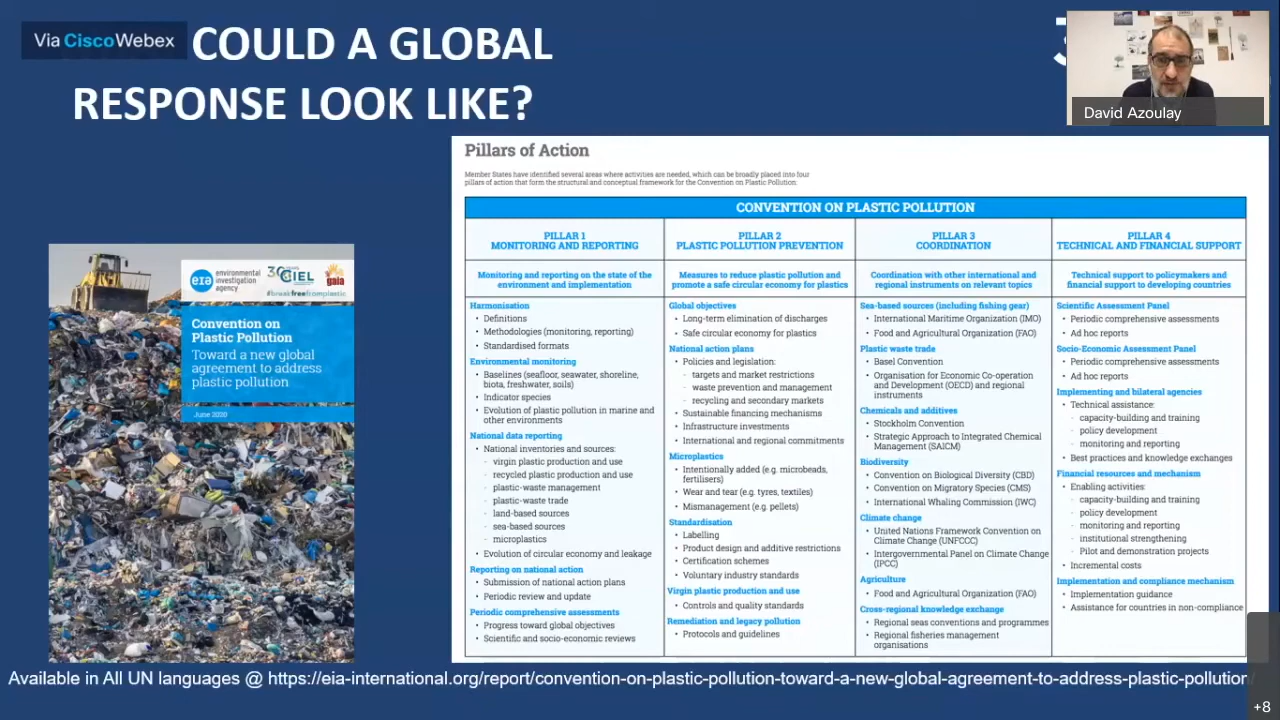 Via Cisco Webex
COULD A GLOBAL
RESPONSE LOOK LIKE?
David Azoulay
Pillars of Action
Member States have identified several areas where activities are needed, which can be broadly placed into four
pillars of action that form the structural and conceptual framework for the Convention on Plastic Pollution:
CONVENTION ON PLASTIC POLLUTION
PILLAR 1
MONITORING AND REPORTING
Monitoring and reporting on the state of the
environment and implementation
Harmonisation
• Definitions
• Methodologies (monitoring, reporting)
• Standardised formats
Environmental monitoring
• Baselines (seafloor, seawater, shoreline,
biota, freshwater, soils)
• Indicator species
• Evolution of plastic pollution in marine and
other environments
National data reporting
• National inventories and sources:
- virgin plastic production and use
- recycled plastic production and use
- plastic-waste management
- plastic-waste trade
- land-based sources
- sea-based sources
- microplastics
• Evolution of circular economy and leakage
Reporting on national action
• Submission of national action plans
• Periodic review and update
Periodic comprehensive assessments
• Progress toward global objectives
• Scientific and socio-economic reviews
PILLAR 2
PLASTIC POLLUTION PREVENTION
Measures to reduce plastic pollution and
promote a safe circular economy for plastics
Global objectives
• Long-term elimination of discharges
• Safe circular economy for plastics
National action plans
• Policies and legislation:
- targets and market restrictions
- waste prevention and management
- recycling and secondary markets
• Sustainable financing mechanisms
• Infrastructure investments
• International and regional commitments
Microplastics
• Intentionally added (e.g. microbeads,
fertilisers)
• Wear and tear (e.g. tyres, textiles)
• Mismanagement (e.g. pellets)
Standardisation
• Labelling
• Product design and additive restrictions
• Certification schemes
• Voluntary industry standards
Virgin plastic production and use
• Controls and quality standards
Remediation and legacy pollution
• Protocols and guidelines
PILLAR 3
COORDINATION
Coordination with other international and
regional instruments on relevant topics
Sea-based sources (including fishing gear)
• International Maritime Organization (IMO)
• Food and Agricultural Organization (FAO)
Plastic waste trade
• Basel Convention
• Organisation for Economic Co-operation
and Development (OECD) and regional
instruments
Chemicals and additives
• Stockholm Convention
• Strategic Approach to Integrated Chemical
Management (SAICM)
Biodiversity
• Convention on Biological Diversity (CBD)
• Convention on Migratory Species (CMS)
• International Whaling Commission (IWC)
Climate change
• United Nations Framework Convention on
Climate Change (UNFCCC)
• Intergovernmental Panel on Climate Change
(IPCC)
Agriculture
• Food and Agricultural Organization (FAO)
Cross-regional knowledge exchange
• Regional seas conventions and programmes
• Regional fisheries management
organisations
PILLAR 4
TECHNICAL AND FINANCIAL SUPPORT
Technical support to policymakers and
financial support to developing countries
Scientific Assessment Panel
• Periodic comprehensive assessments
• Ad hoc reports
Socio-Economic Assessment Panel
• Periodic comprehensive assessments
• Ad hoc reports
Implementing and bilateral agencies
• Technical assistance:
- capacity-building and training
- policy development
- monitoring and reporting
• Best practices and knowledge exchanges
Financial resources and mechanism
• Enabling activities:
- capacity-building and training
- policy development
- monitoring and reporting
- institutional strengthening
- Pilot and demonstration projects
• Incremental costs
Implementation and compliance mechanism
• Implementation guidance
• Assistance for countries in non-compliance
eia environmental
investigation
agency
CIEL
gaia
#breakfreefromplastic
Convention on
Plastic Pollution
Toward a new global
agreement to address
plastic pollution
June 2020
Available in All UN languages @ https://eia-international.org/report/convention-on-plastic-pollution-toward-a-new-global-agreement-to-address-plastic-pollution/
+8